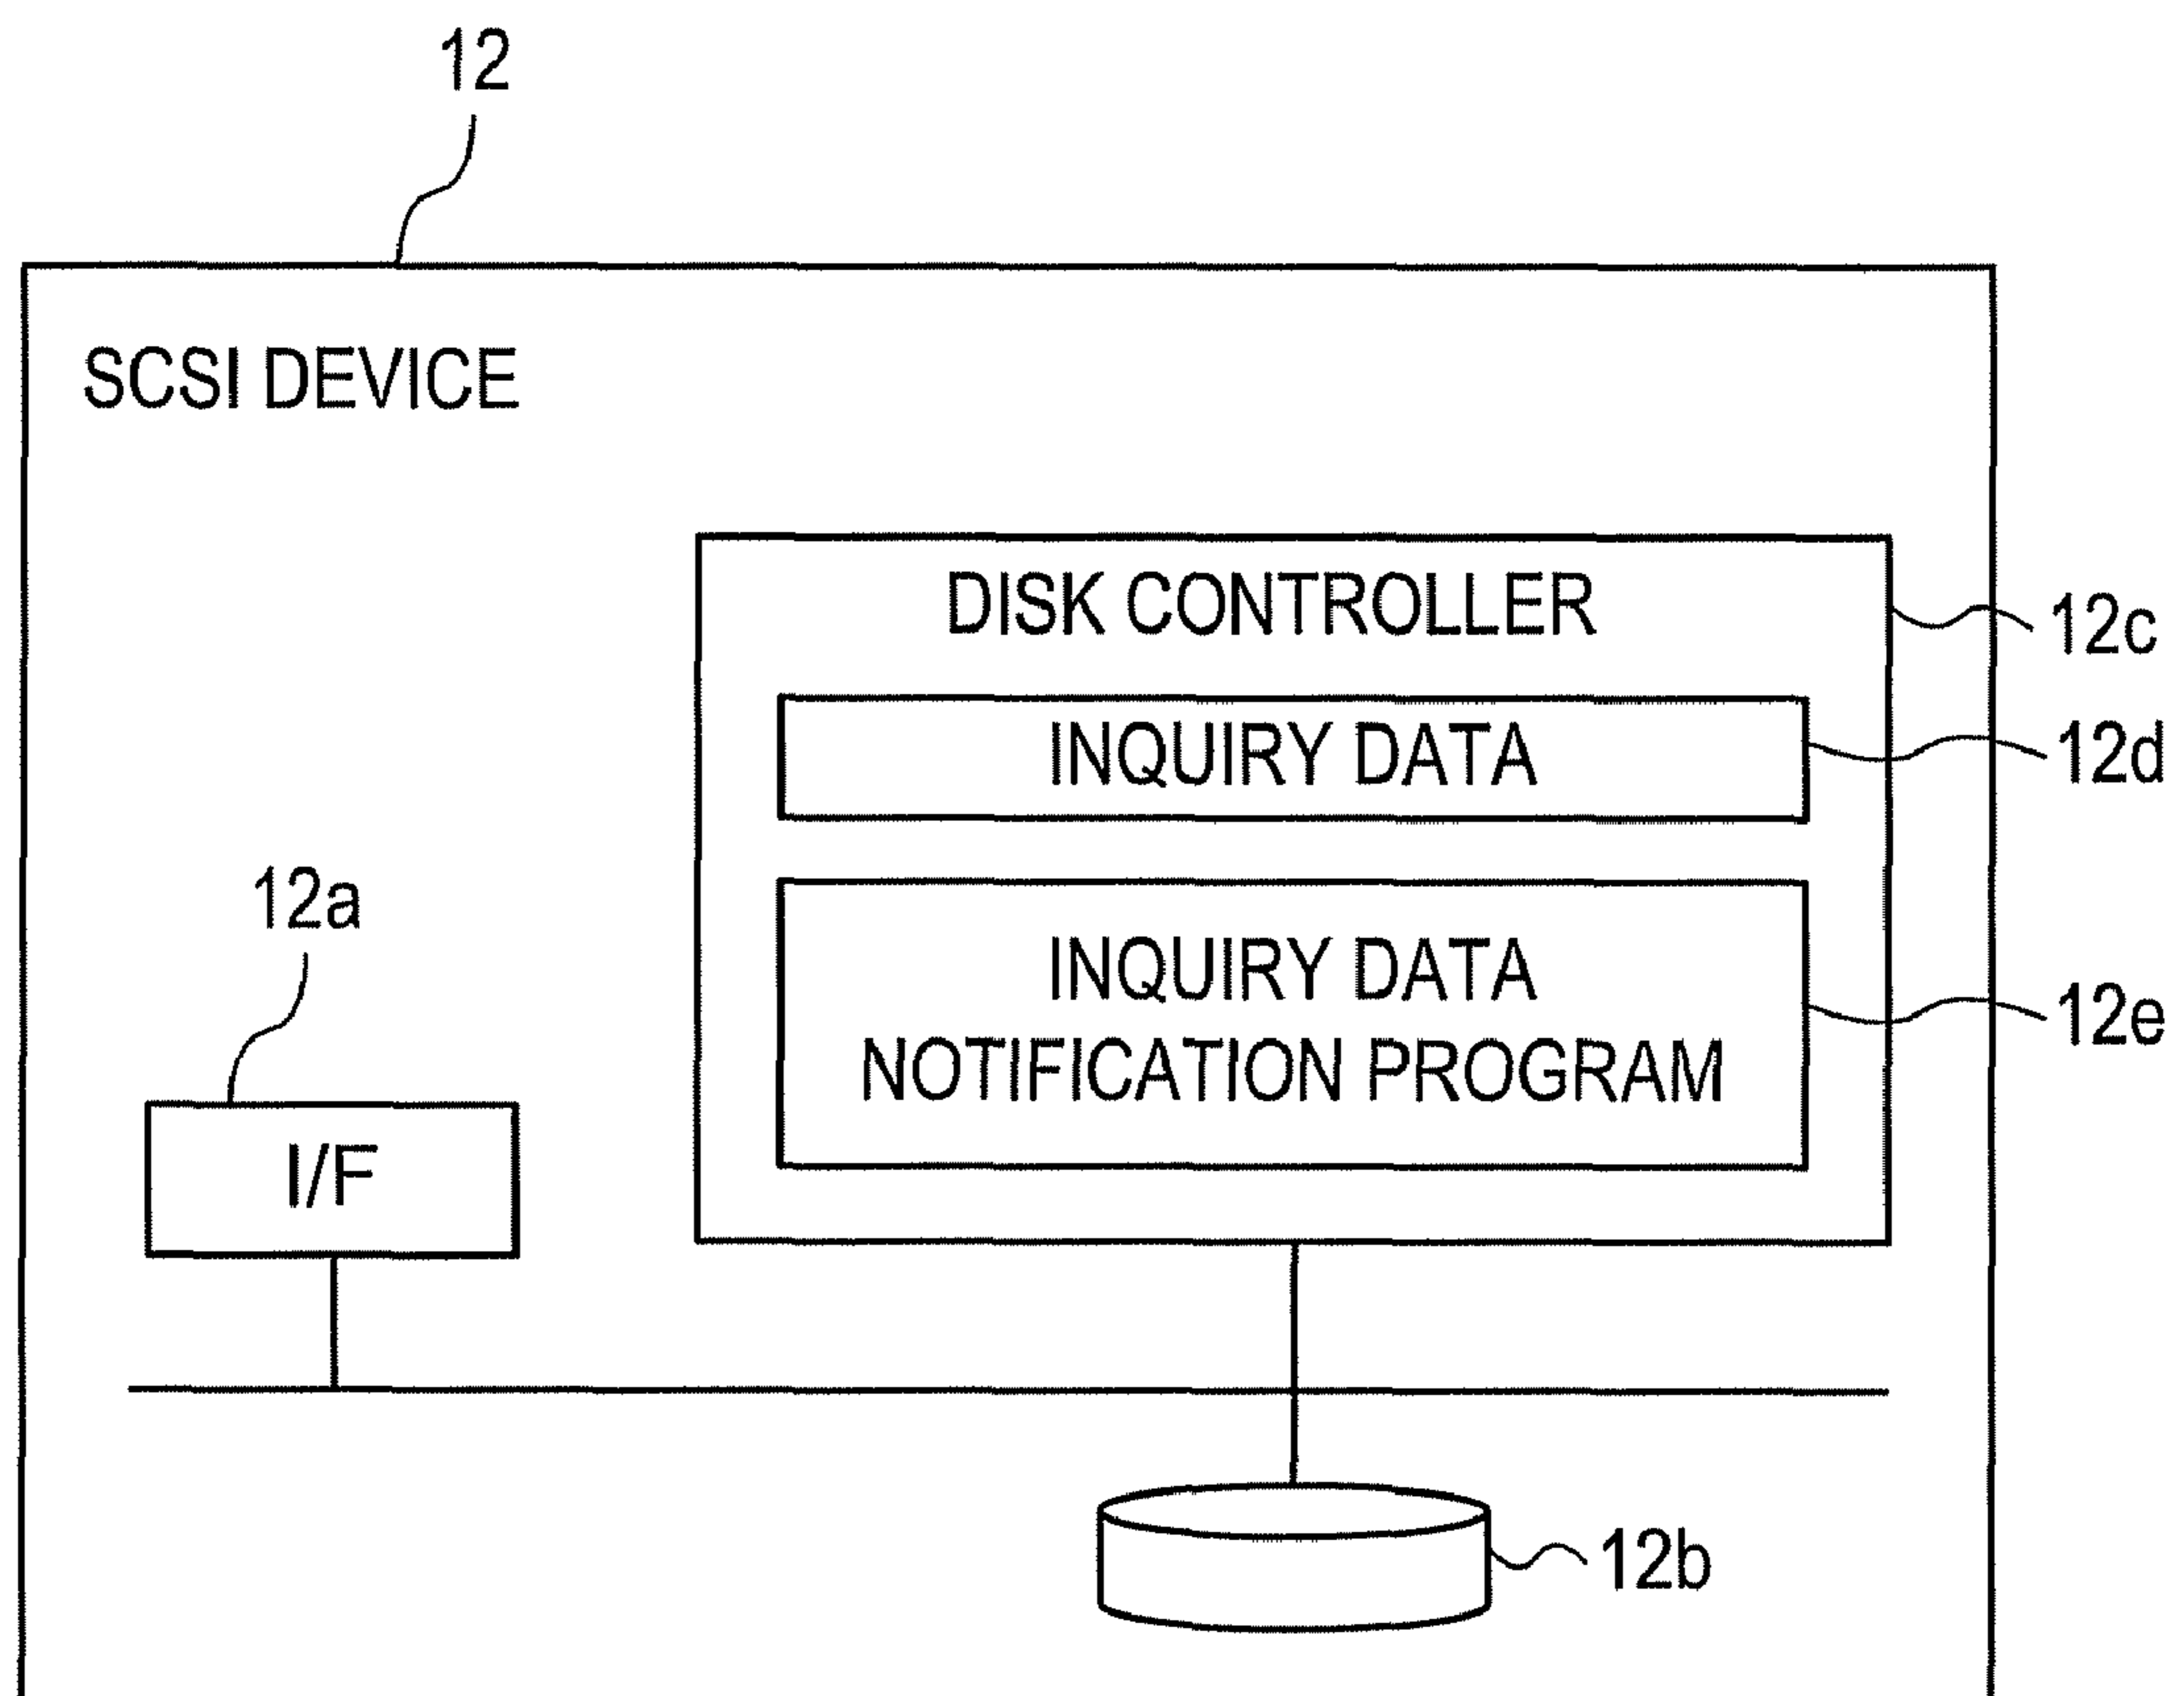 12
SCSI DEVICE
DISK CONTROLLER
12c
INQUIRY DATA
12d
12a
INQUIRY DATA
NOTIFICATION PROGRAM
12e
I/F
12b